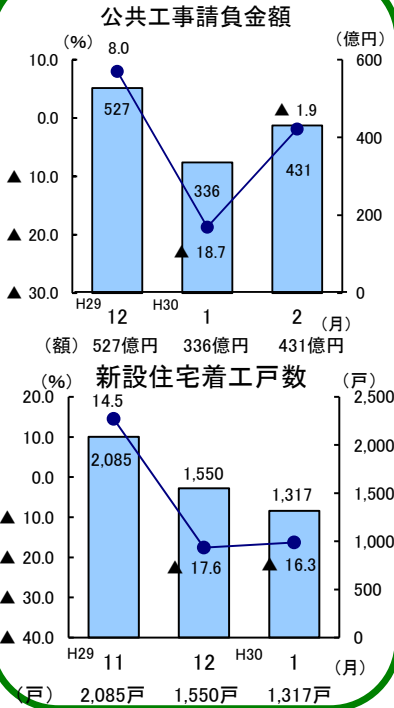 公共工事請負金額
(%) 8.0 (億円)
10.0 600
527 ▲ 1.9
0.0
431 400
▲ 10.0
336
200
▲ 20.0 ▲ 18.7
▲ 30.0 0
H29 H30
12 1 2 (月)
(額) 527億円 336億円 431億円
新設住宅着工戸数
(%) (戸)
20.0 14.5 2,500
10.0 2,085 2,000
0.0 1,550
1,317 1,500
▲ 10.0
1,000
▲ 20.0 ▲ 17.6 ▲ 16.3
▲ 30.0 500
▲ 40.0 0
H29 H30
11 12 1 (月)
(戸) 2,085戸 1,550戸 1,317戸